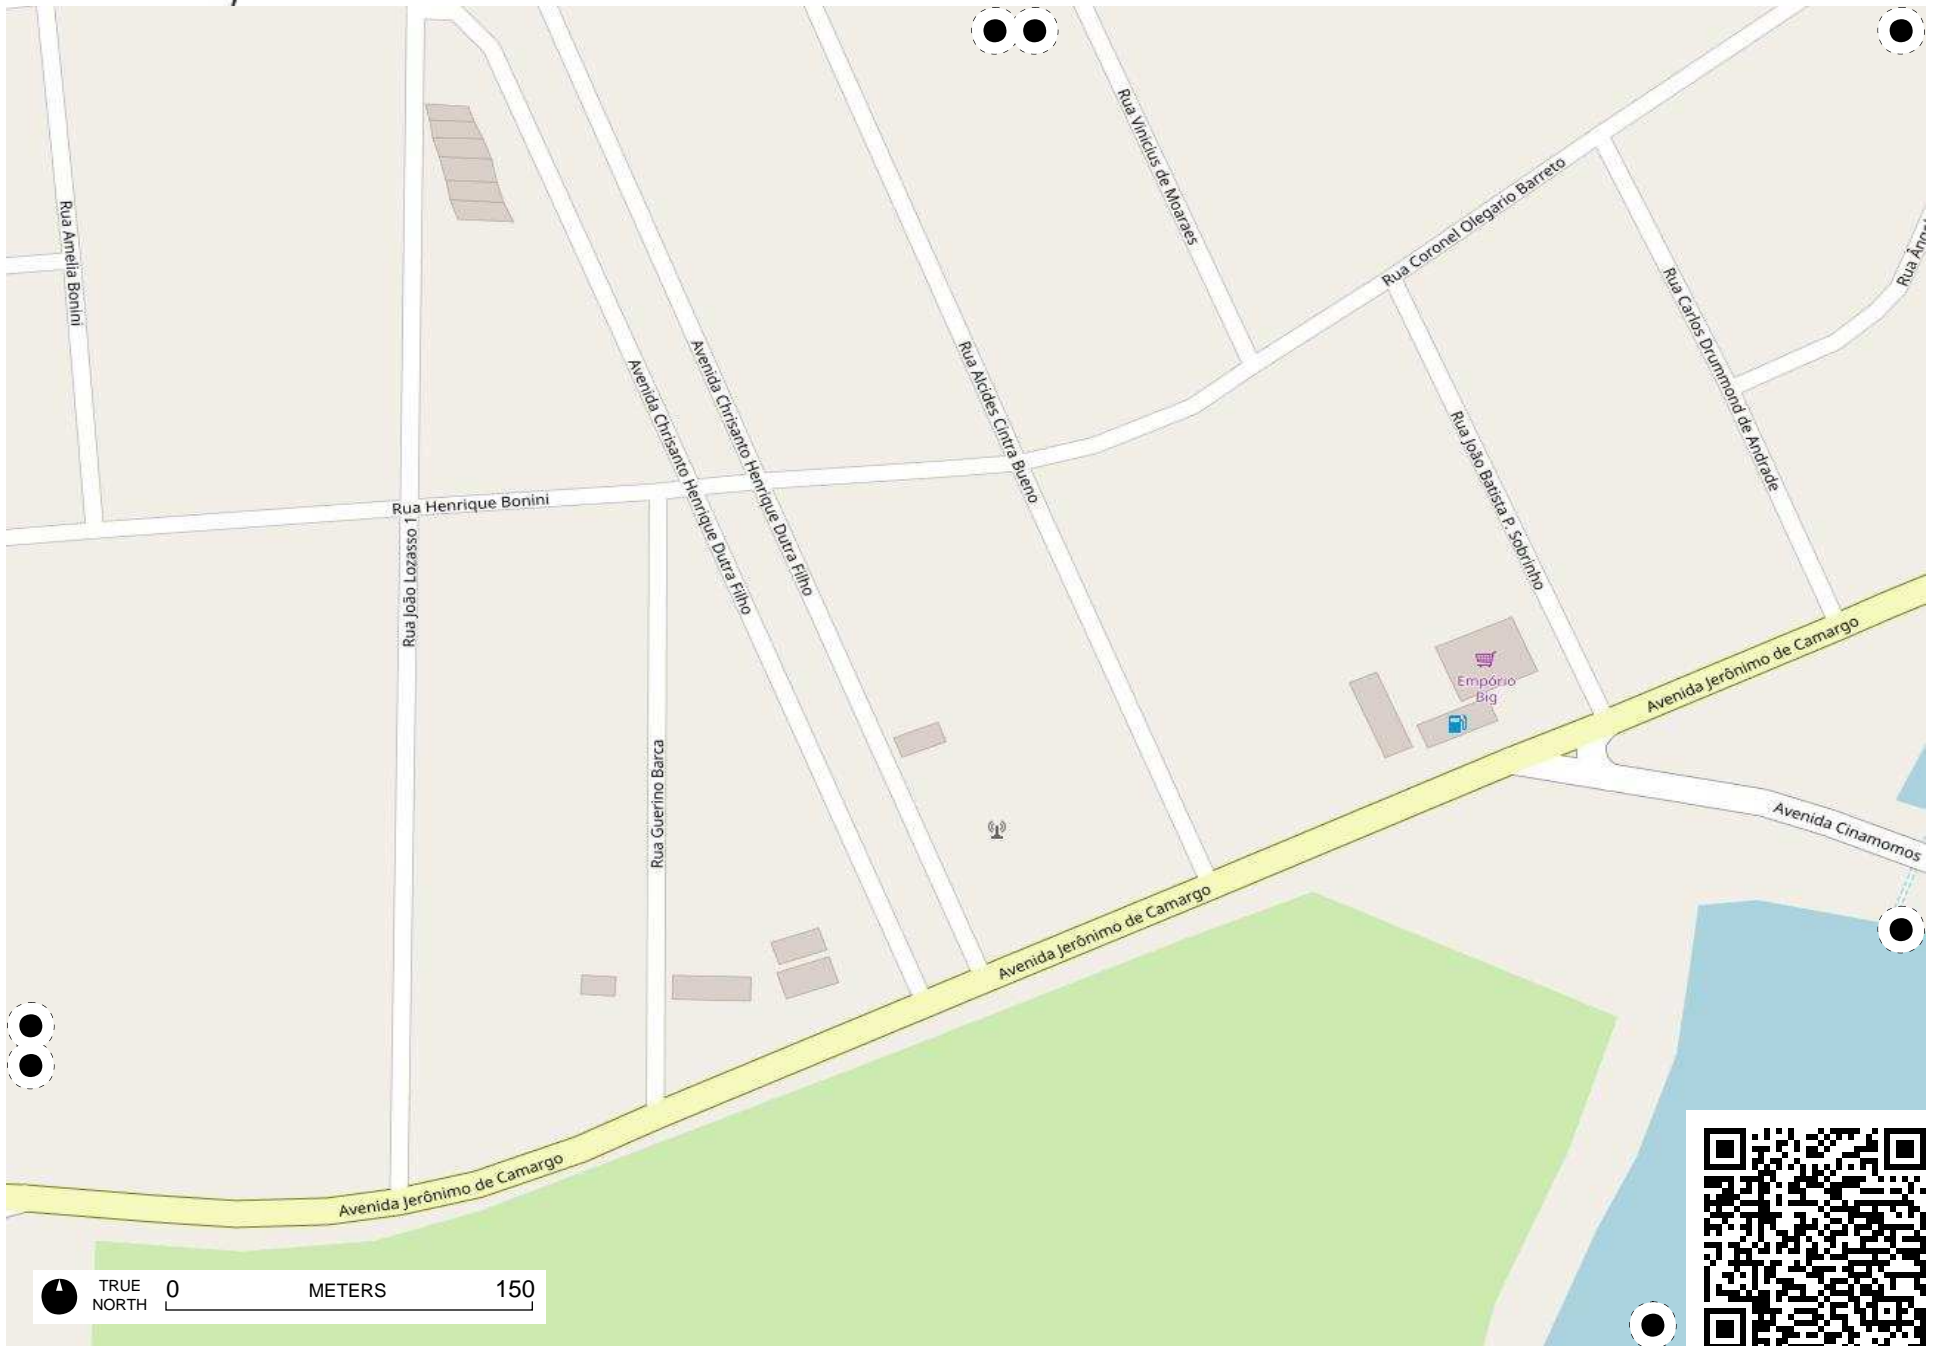 Rua Vinicius de Moaraes
Rua Coronel Olegario Barreto
Rua Amelia Bonini
Rua Carlos Drummond de Andrade
Avenida Chrisanto Henrique Dutra Filho
Avenida Chrisanto Henrique Dutra Filho
Rua Alcides Cintra Bueno
Rua João Batista P. Sobrinho
Rua Henrique Bonini
Rua João Lozasso 1
Avenida Jerônimo de Camargo
Empório
Big
Rua Guerino Barca
Avenida Cinamomos
Avenida Jerônimo de Camargo
Avenida Jerônimo de Camargo
TRUE
NORTH
0 METERS 150